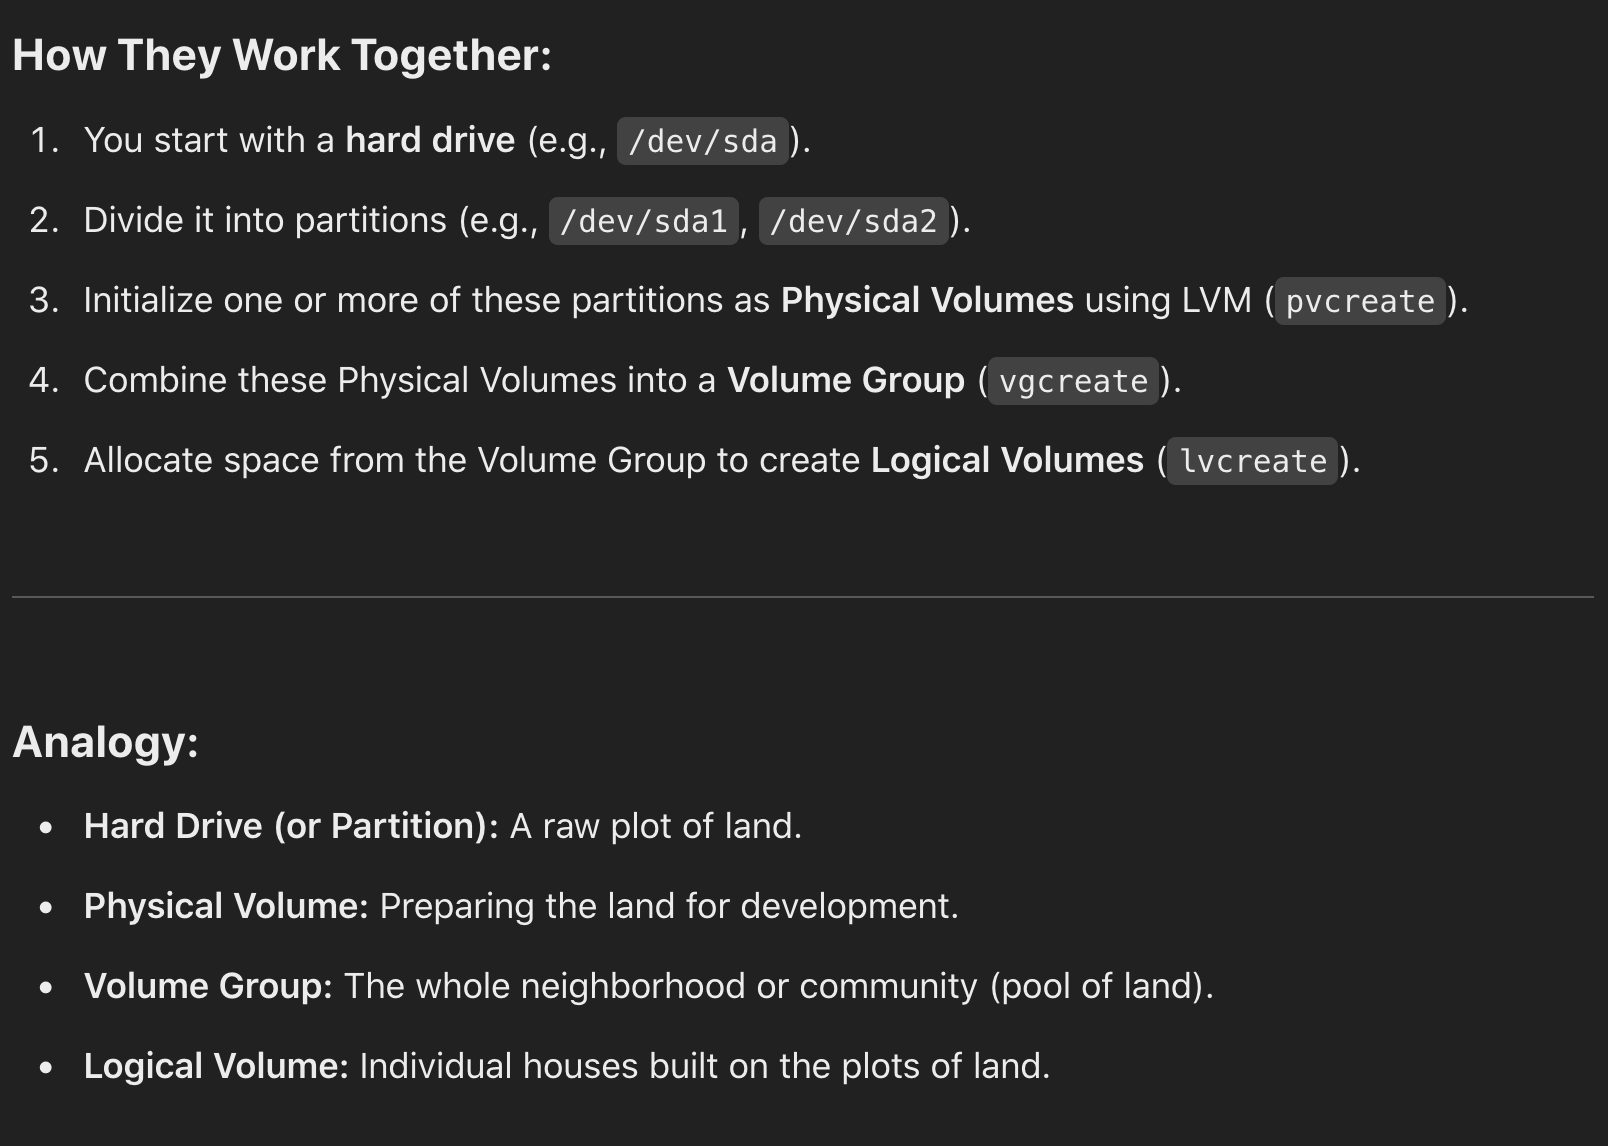 How They Work Together:
1. You start with a hard drive (e.g., /dev/sda).
2. Divide it into partitions (e.g., /dev/sda1, /dev/sda2).
3. Initialize one or more of these partitions as Physical Volumes using LVM (pvcreate).
4. Combine these Physical Volumes into a Volume Group (vgcreate).
5. Allocate space from the Volume Group to create Logical Volumes (lvcreate).
Analogy:
• Hard Drive (or Partition): A raw plot of land.
• Physical Volume: Preparing the land for development.
• Volume Group: The whole neighborhood or community (pool of land).
• Logical Volume: Individual houses built on the plots of land.